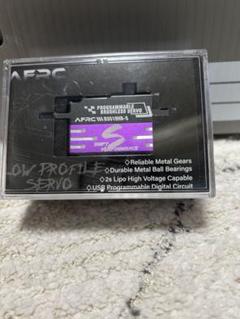 AFRC
PROGRAMMABLE
BRUSHLESS SERVO
AFRC
S
◇Reliable Metal Gears
◇Durable Metal Ball Bearings
◇2s Lipo High Voltage Capable
◇USB Programmable Digital Circuit
LOW PROFILE
SERVO